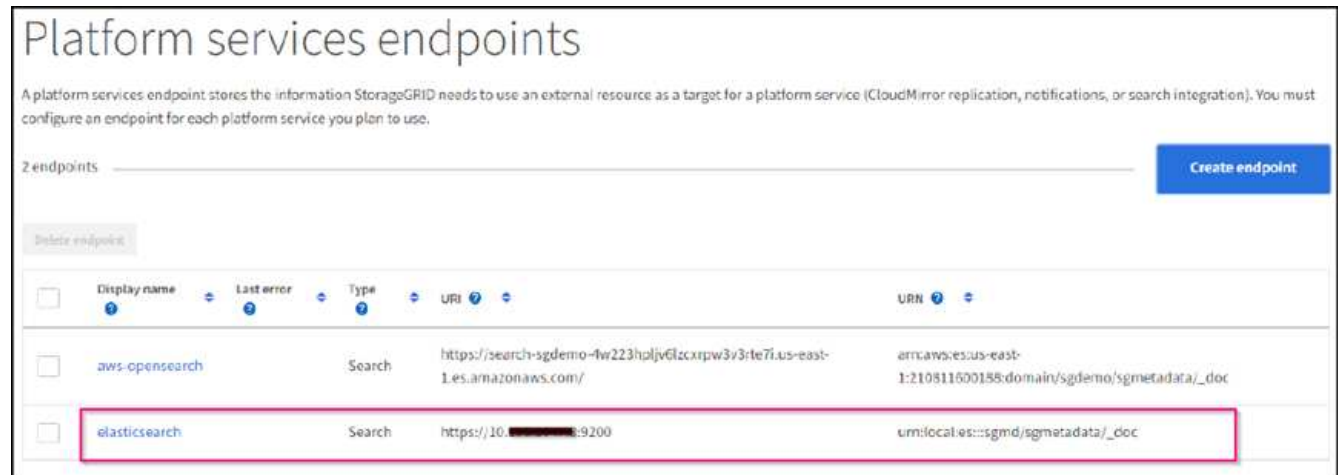 Platform services endpoints
A platform services endpoint stores the information StorageGRID needs to use an external resource as a target for a platform service (CloudMirror replication, notifications, or search integration). You must
configure an endpoint for each platform service you plan to use.
2 endpoints
Create endpoint
Delete endpoint
Display name Last error Type URI URN
aws-opensearch Search https://search-sgdemo-4w223hpljv6lzcxrpw3v3rte7i.us-east- arn:aws:es:us-east-
1.es.amazonaws.com/ 1:210811600188:domain/sgdemo/sgmetadata/_doc
elasticsearch Search https://10. :9200 urn:local:es:::sgmd/sgmetadata/_doc